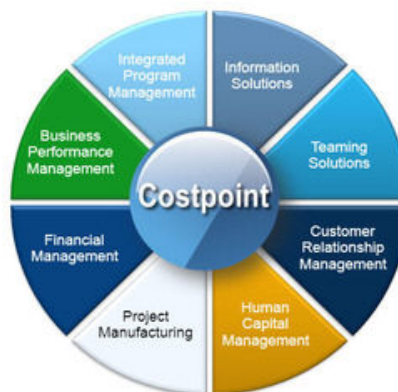 Integrated
Program
Management
Information
Solutions
Teaming
Solutions
Customer
Relationship
Management
Human
Capital
Management
Project
Manufacturing
Financial
Management
Business
Performance
Management
Costpoint